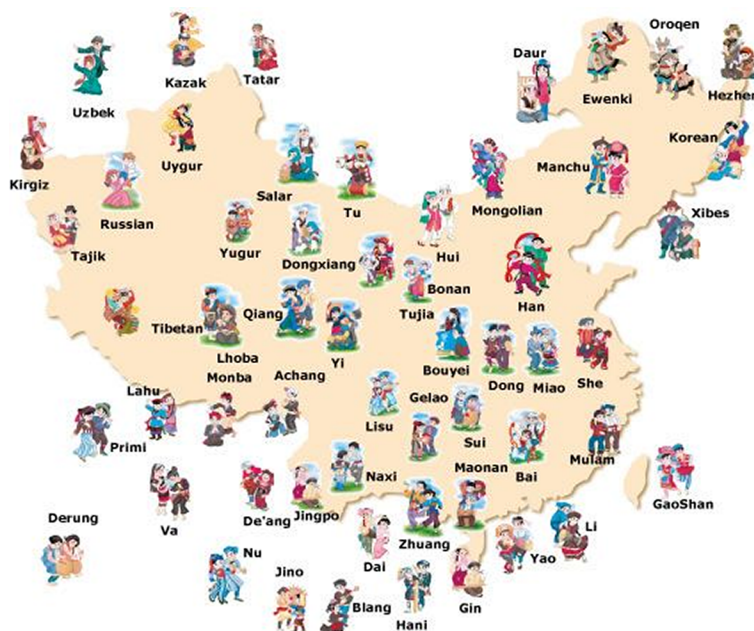 Oroqen
Daur
Kazak
Tatar
Uzbek
Ewenki
Hezhen
Korean
Uygur
Manchu
Kirgiz
Salar
Tu
Mongolian
Russian
Xibes
Tajik
Yugur
Dongxiang
Hui
Bonan
Han
Tibetan
Qiang
Tujia
Lhoba
Yi
Bouyei
Monba
Achang
Dong
Miao
She
Lahu
Gelao
Lisu
Primi
Sui
Naxi
Maonan
Bai
Mulam
GaoShan
Derung
Va
De'ang
Jingpo
Zhuang
Li
Nu
Dai
Yao
Jino
Blang
Hani
Gin